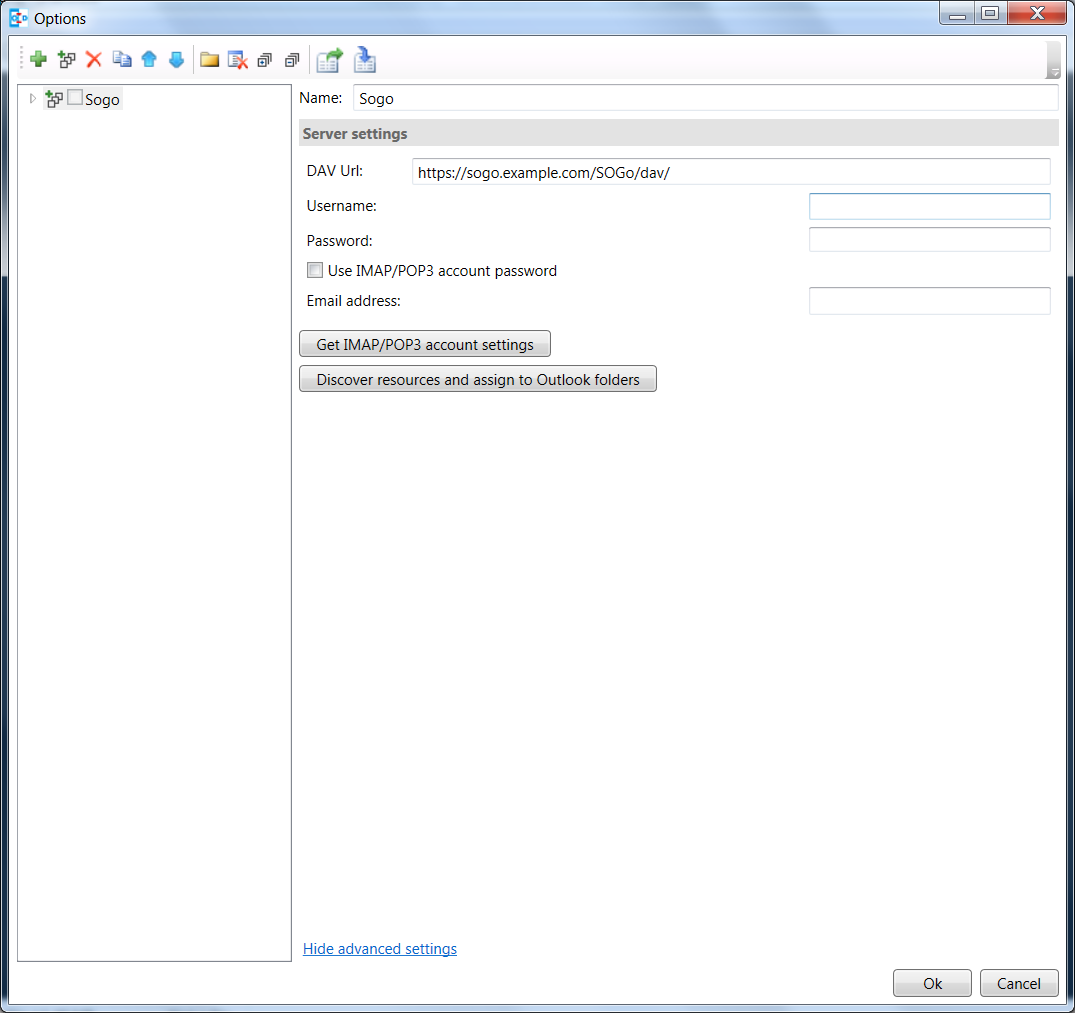 Options
Sogo
Name: Sogo
Server settings
DAV Url: https://sogo.example.com/SOGo/dav/
Username:
Password:
Use IMAP/POP3 account password
Email address:
Get IMAP/POP3 account settings
Discover resources and assign to Outlook folders
Hide advanced settings
Ok Cancel